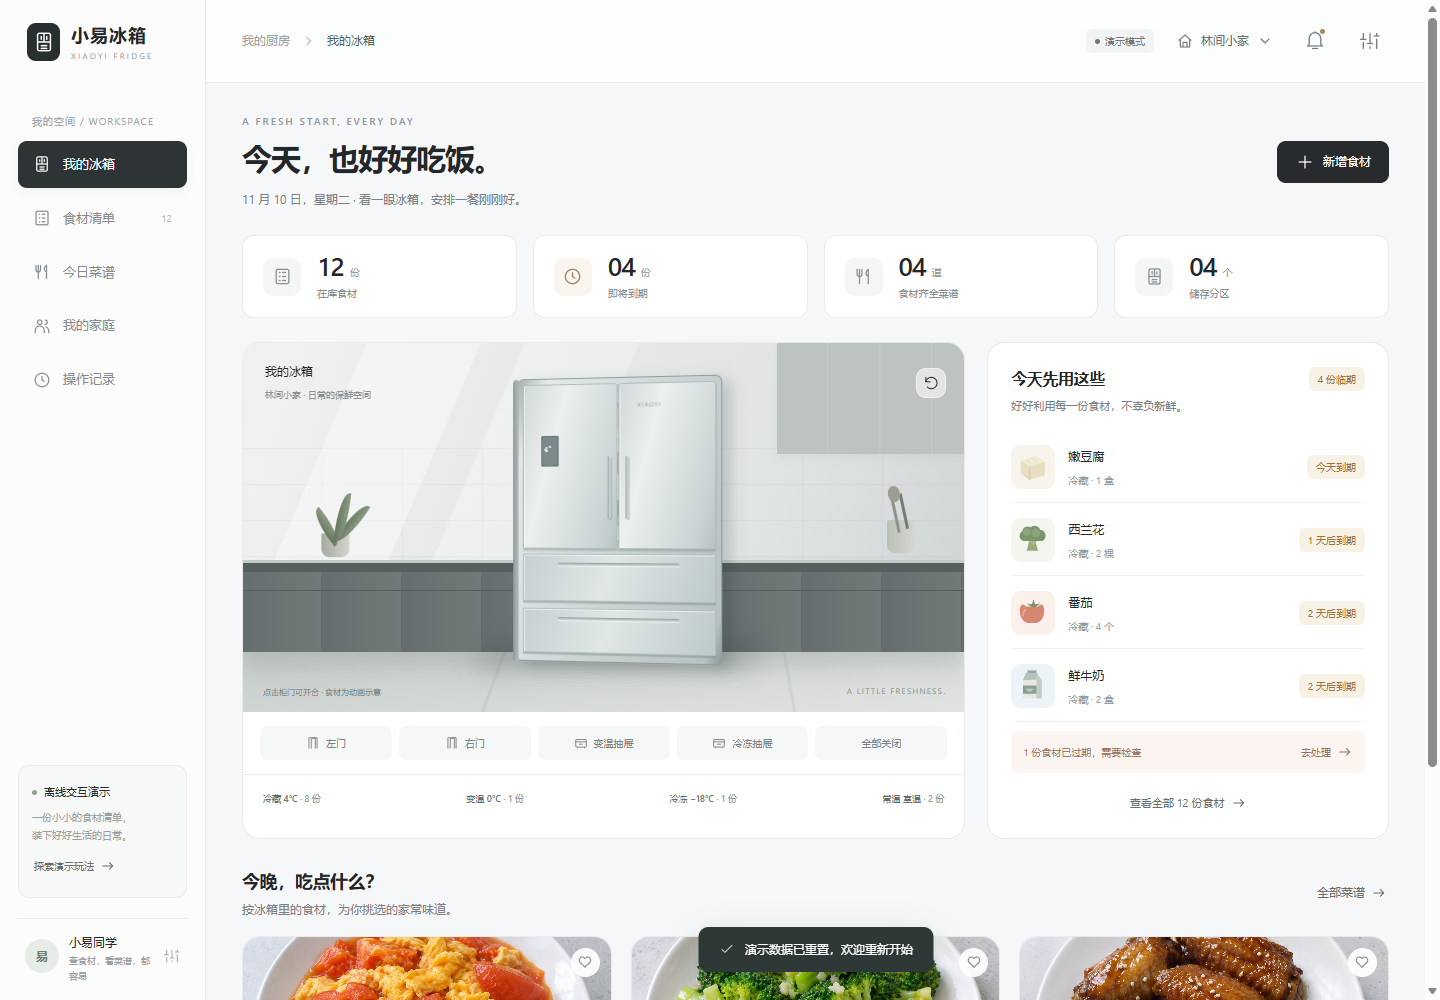 小易冰箱
XIAOYI FRIDGE
我的空间 / WORKSPACE
我的冰箱
食材清单 12
今日菜谱
我的家庭
操作记录
离线交互演示
一份小小的食材清单，
装下好好生活的日常。
探索演示玩法
易
小易同学
查食材，看菜谱，都
容易
我的厨房 我的冰箱
演示模式
林间小家
A FRESH START, EVERY DAY
今天，也好好吃饭。
11 月 10 日，星期二 · 看一眼冰箱，安排一餐刚刚好。
新增食材
12 份
在库食材
04 份
即将到期
04 道
食材齐全菜谱
04 个
储存分区
我的冰箱
林间小家 · 日常的保鲜空间
XIAOYI
点击柜门可开合 · 食材为动画示意
A LITTLE FRESHNESS.
左门
右门
变温抽屉
冷冻抽屉
全部关闭
冷藏 4°C · 8 份
变温 0°C · 1 份
冷冻 −18°C · 1 份
常温 室温 · 2 份
今天先用这些
4 份临期
好好利用每一份食材，不辜负新鲜。
嫩豆腐
冷藏 · 1 盒
今天到期
西兰花
冷藏 · 2 棵
1 天后到期
番茄
冷藏 · 4 个
2 天后到期
鲜牛奶
冷藏 · 2 盒
2 天后到期
1 份食材已过期，需要检查
去处理
查看全部 12 份食材
今晚，吃点什么？
按冰箱里的食材，为你挑选的家常味道。
全部菜谱
演示数据已重置，欢迎重新开始